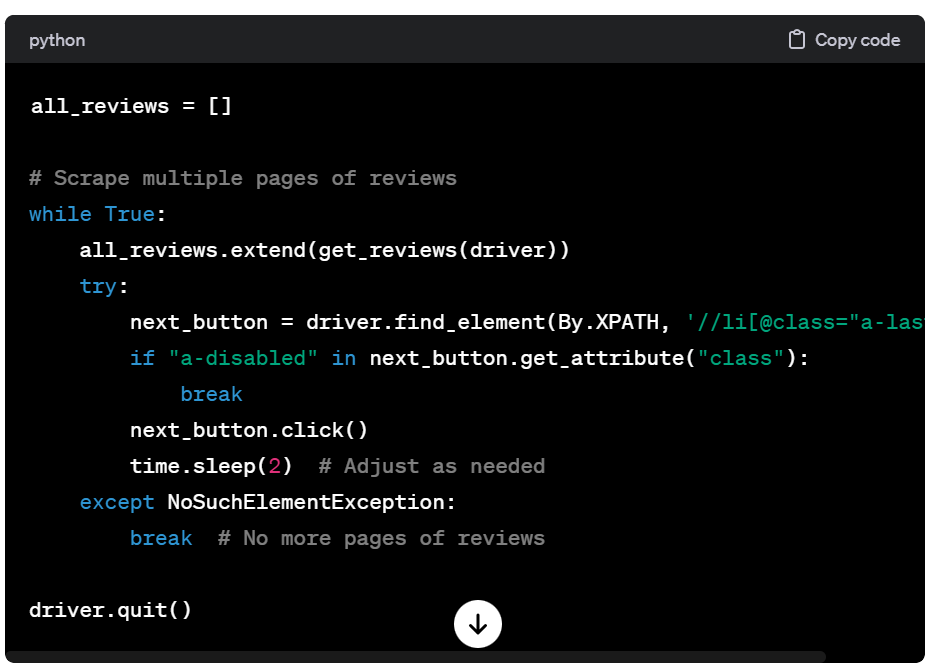 python
Copy code
all_reviews = []
# Scrape multiple pages of reviews
while True:
    all_reviews.extend(get_reviews(driver))
    try:
        next_button = driver.find_element(By.XPATH, '//li[@class="a-las
        if "a-disabled" in next_button.get_attribute("class"):
            break
        next_button.click()
        time.sleep(2)  # Adjust as needed
    except NoSuchElementException:
        break  # No more pages of reviews
driver.quit()